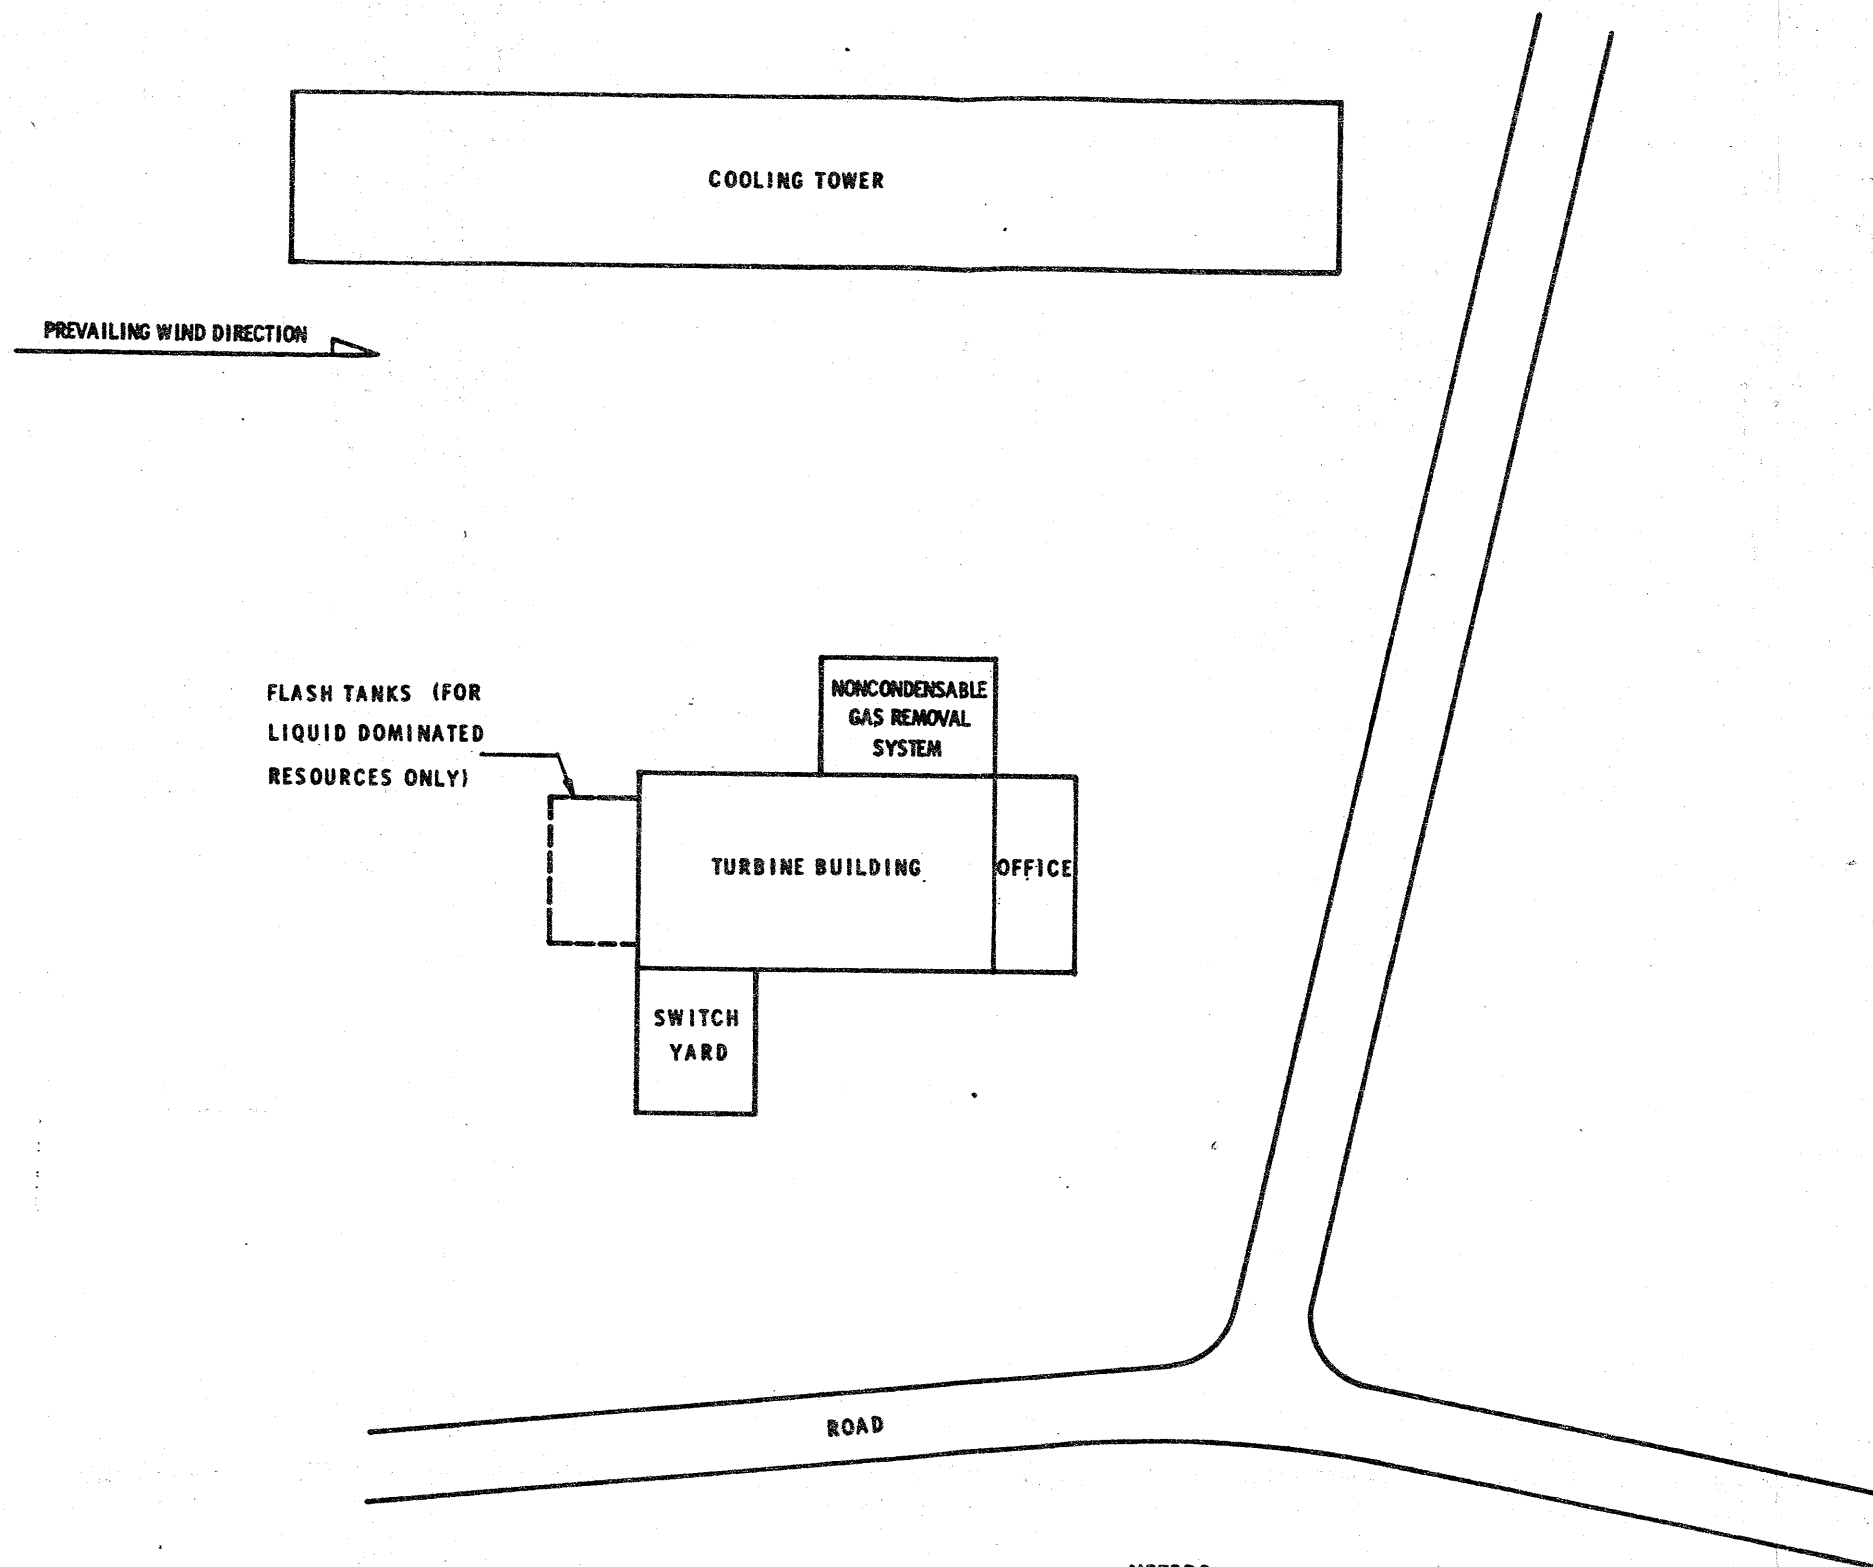 COOLING TOWER
PREVAILING WIND DIRECTION
FLASH TANKS (FOR
LIQUID DOMINATED
RESOURCES ONLY)
NONCONDENSABLE
GAS REMOVAL
SYSTEM
TURBINE BUILDING
OFFICE
SWITCH
YARD
ROAD